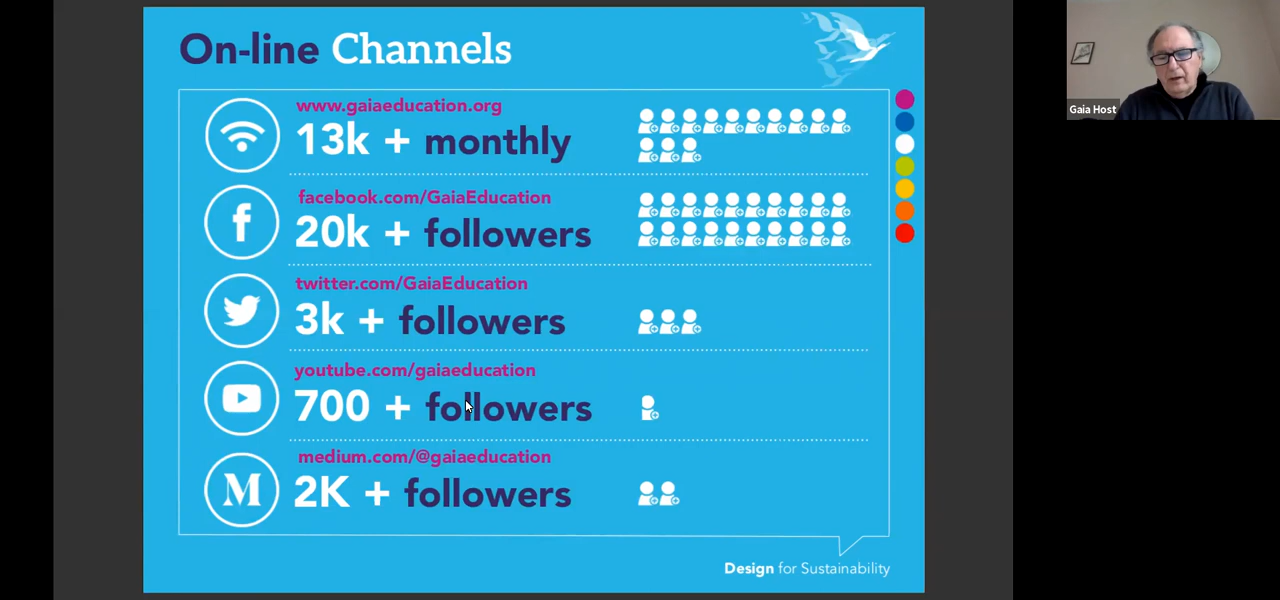 On-line Channels
www.gaiaeducation.org
13k + monthly
facebook.com/GaiaEducation
20k + followers
twitter.com/GaiaEducation
3k + followers
youtube.com/gaiaeducation
700 + followers
medium.com/@gaiaeducation
M 2K + followers
Design for Sustainability
Gaia Host